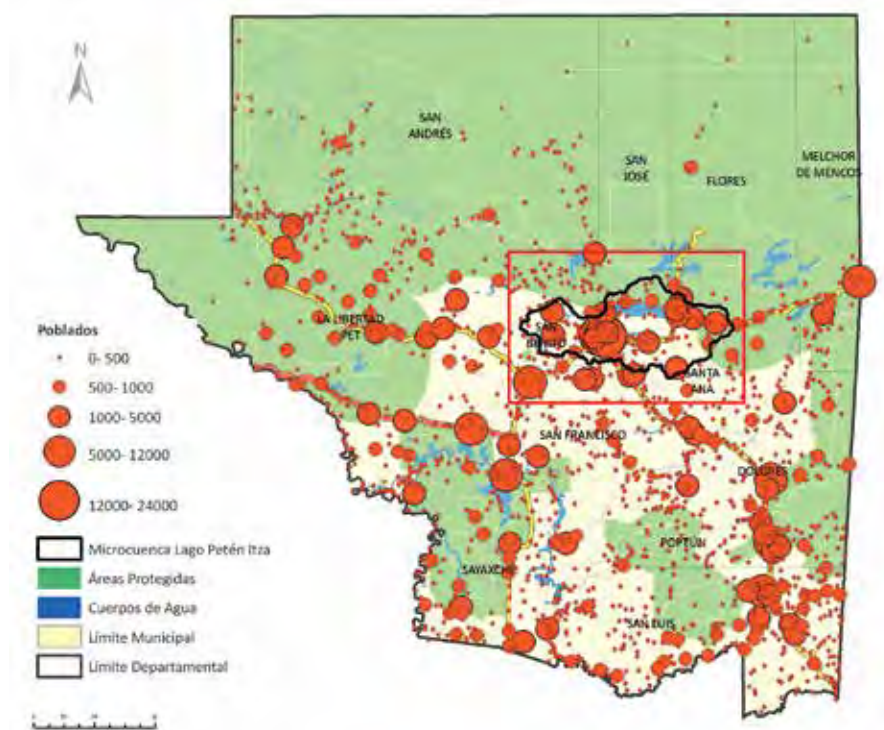 N
SAN
ANDRÉS
SAN
JOSÉ
FLORES
MELCHOR
DE MENCOS
LA LIBERTAD
PET
SAN
BENITO
SANTA
ANA
SAN FRANCISCO
DOLORES
POPTÚN
SAYAXCHÉ
SAN LUIS
Poblados
0- 500
500- 1000
1000- 5000
5000- 12000
12000- 24000
Microcuenca Lago Petén Itza
Áreas Protegidas
Cuerpos de Agua
Límite Municipal
Límite Departamental